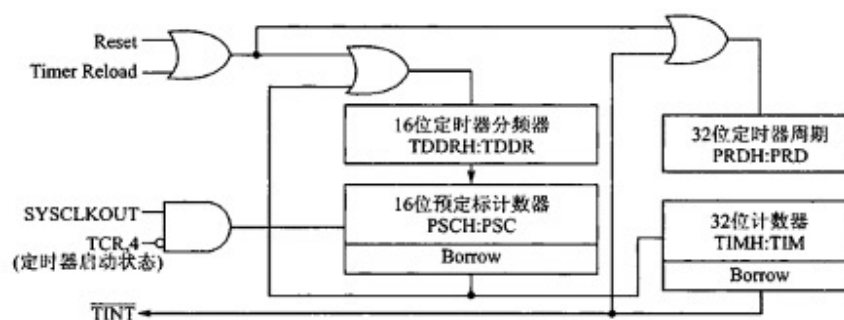 Reset
Timer Reload
16位定时器分频器
TDDRH:TDDR
32位定时器周期
PRDH:PRD
SYSCLKOUT
TCR,4
(定时器启动状态)
16位预定标计数器
PSCH:PSC
Borrow
32位计数器
TIMH:TIM
Borrow
TINT